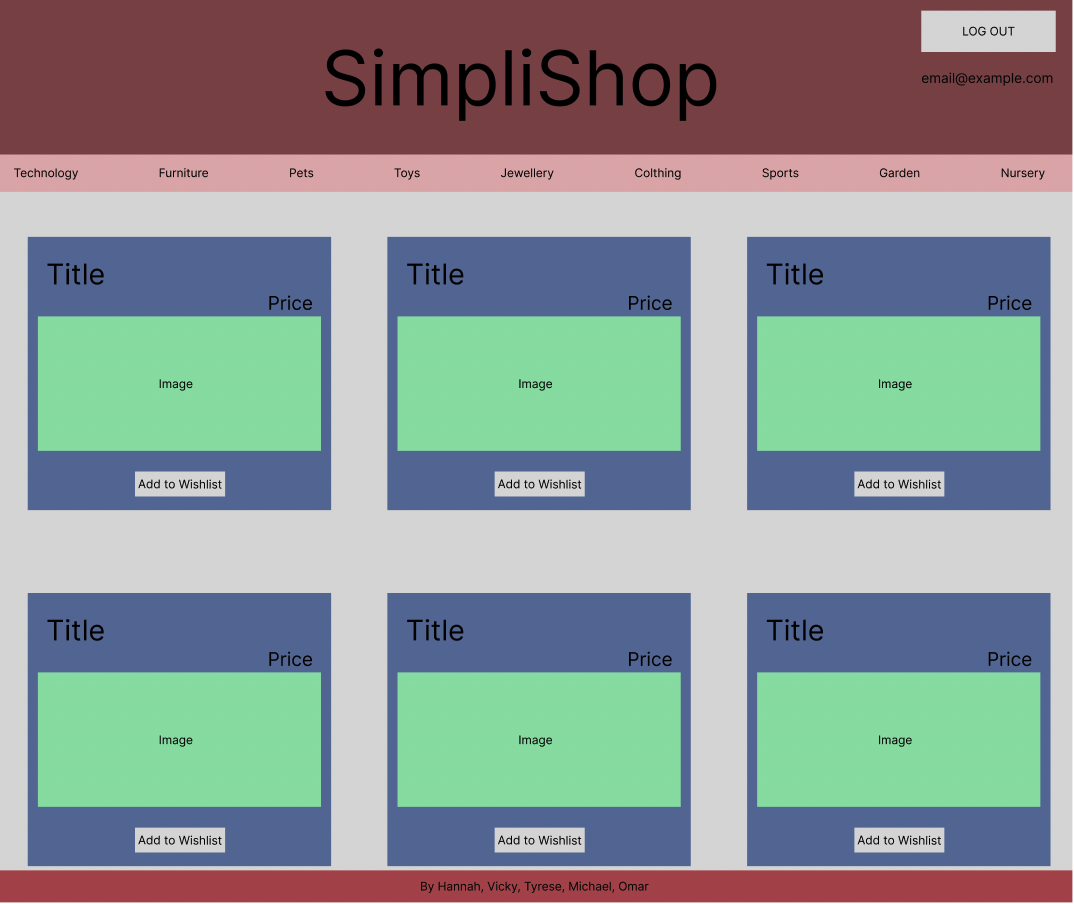 LOG OUT
SimpliShop
email@example.com
Technology Furniture Pets Toys Jewellery Colthing Sports Garden Nursery
Title Title Title
Price Price Price
Image Image Image
Add to Wishlist Add to Wishlist Add to Wishlist
Title Title Title
Price Price Price
Image Image Image
Add to Wishlist Add to Wishlist Add to Wishlist
By Hannah, Vicky, Tyrese, Michael, Omar